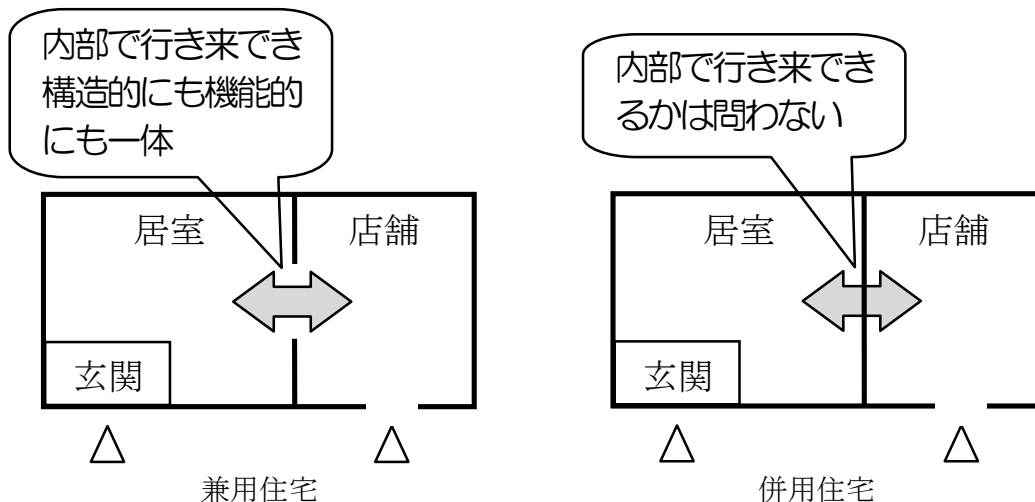 内部で行き来でき
構造的にも機能的
にも一体
居室
店舗
玄関
兼用住宅
内部で行き来でき
るかは問わない
居室
店舗
玄関
併用住宅